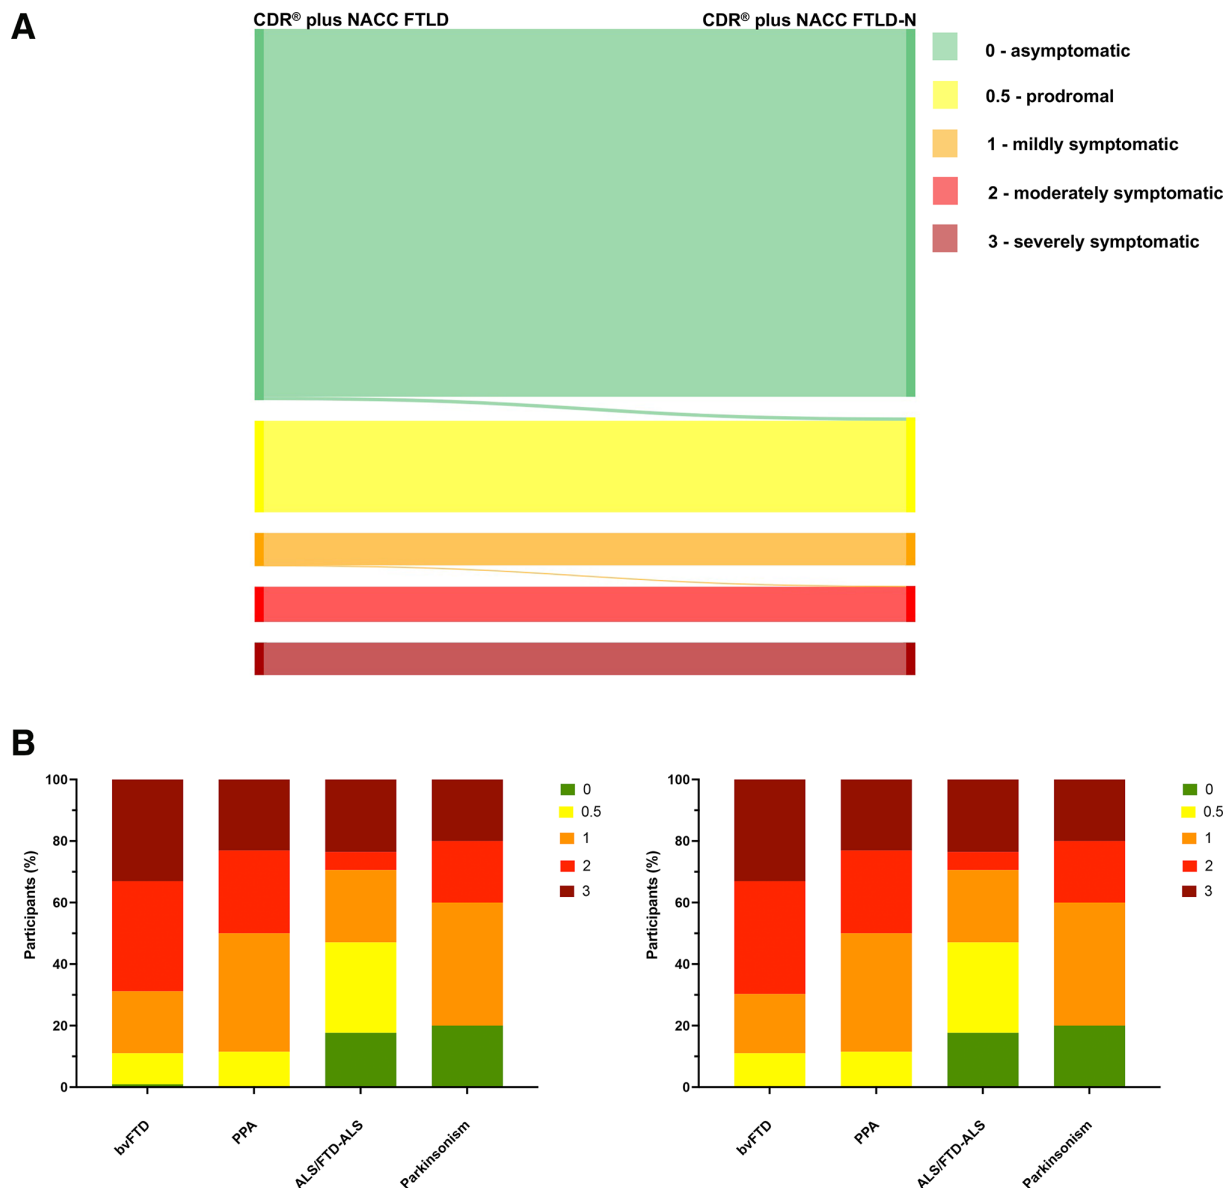 A
CDR® plus NACC FTLD
CDR® plus NACC FTLD-N
0 - asymptomatic
0.5 - prodromal
1 - mildly symptomatic
2 - moderately symptomatic
3 - severely symptomatic
B
Participants (%)
100
80
60
40
20
0
bvFTD
PPA
ALS/FTD-ALS
Parkinsonism
0
0.5
1
2
3
Participants (%)
100
80
60
40
20
0
bvFTD
PPA
ALS/FTD-ALS
Parkinsonism
0
0.5
1
2
3